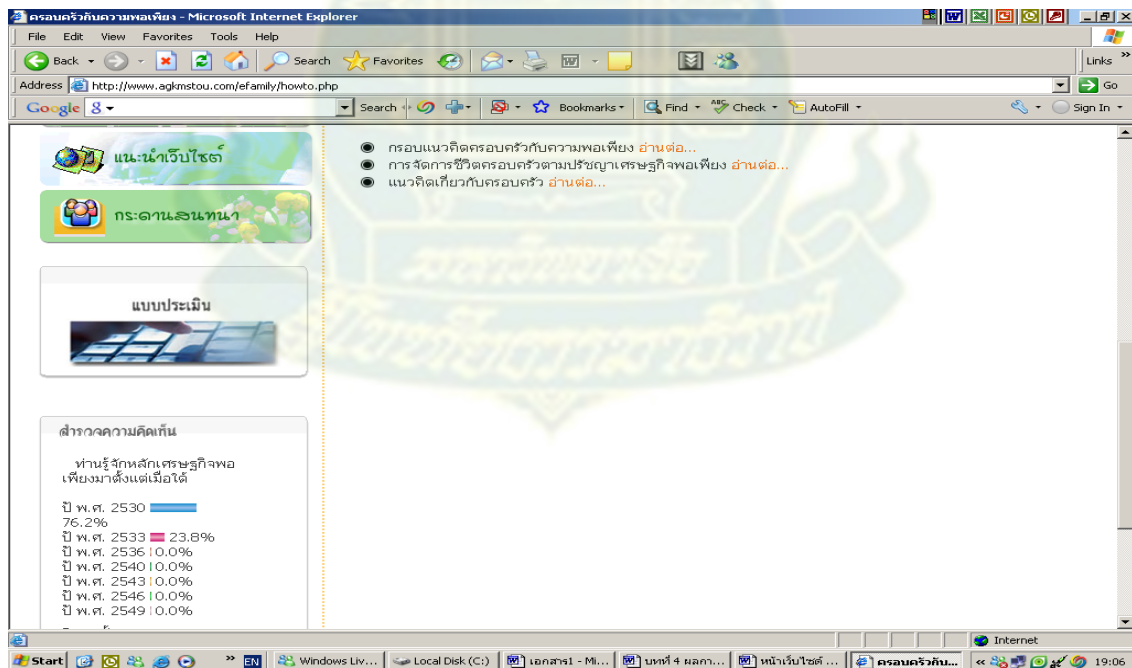 ครอบครัวกับความพอเพียง - Microsoft Internet Explorer
File Edit View Favorites Tools Help
Back Search Favorites Links »
Address http://www.agkmstou.com/efamily/howto.php Go
Google Search Bookmarks Find Check AutoFill Sign In
แนะนำเว็บไซต์
กระดานสนทนา
กรอบแนวคิดครอบครัวกับความพอเพียง อ่านต่อ...
การจัดการชีวิตครอบครัวตามปรัชญาเศรษฐกิจพอเพียง อ่านต่อ...
แนวคิดเกี่ยวกับครอบครัว อ่านต่อ...
แบบประเมิน
สำรวจความคิดเห็น
ท่านรู้จักหลักเศรษฐกิจพอ
เพียงมาตั้งแต่เมื่อใด้
ปี พ.ศ. 2530
76.2%
ปี พ.ศ. 2533 23.8%
ปี พ.ศ. 2536 0.0%
ปี พ.ศ. 2540 0.0%
ปี พ.ศ. 2543 0.0%
ปี พ.ศ. 2546 0.0%
ปี พ.ศ. 2549 0.0%
Internet
Start » EN Windows Liv... Local Disk (C:) เอกสาร1 - Mi... บทที่ 4 ผลกา... หน้าเว็บไซต์ ... ครอบครัวกับ... « 19:06